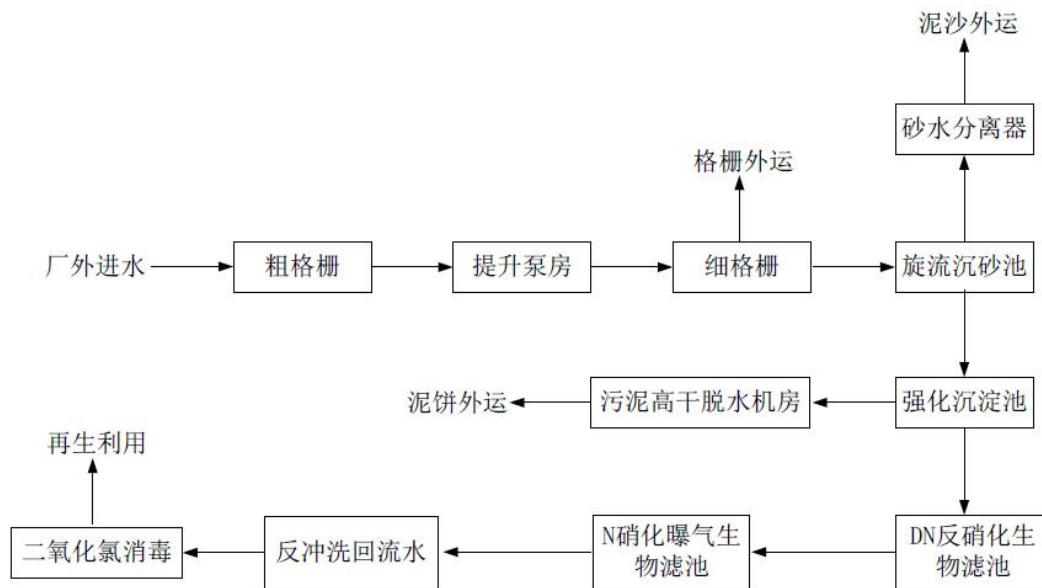 泥沙外运
砂水分离器
格栅外运
厂外进水
粗格栅
提升泵房
细格栅
旋流沉砂池
泥饼外运
污泥高干脱水机房
强化沉淀池
再生利用
二氧化氯消毒
反冲洗回流水
N硝化曝气生
物滤池
DN反硝化生
物滤池